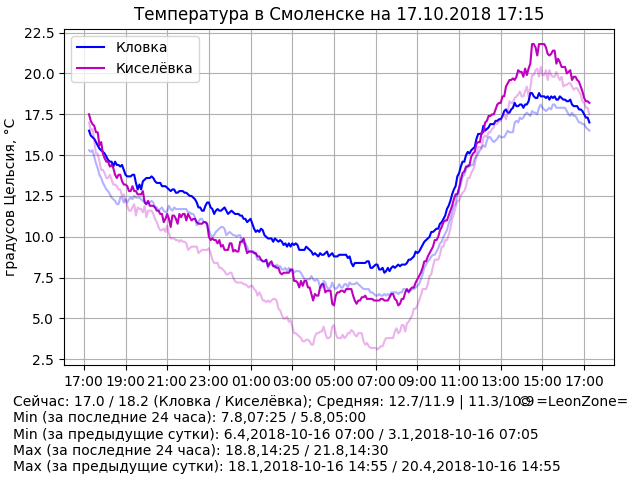 Температура в Смоленске на 17.10.2018 17:15
Кловка
Киселёвка
градусов Цельсия, °C
22.5
20.0
17.5
15.0
12.5
10.0
7.5
5.0
2.5
17:00 19:00 21:00 23:00 01:00 03:00 05:00 07:00 09:00 11:00 13:00 15:00 17:00
Сейчас: 17.0 / 18.2 (Кловка / Киселёвка); Средняя: 12.7/11.9 | 11.3/10.9
© =LeonZone=
Min (за последние 24 часа): 7.8,07:25 / 5.8,05:00
Min (за предыдущие сутки): 6.4,2018-10-16 07:00 / 3.1,2018-10-16 07:05
Max (за последние 24 часа): 18.8,14:25 / 21.8,14:30
Max (за предыдущие сутки): 18.1,2018-10-16 14:55 / 20.4,2018-10-16 14:55